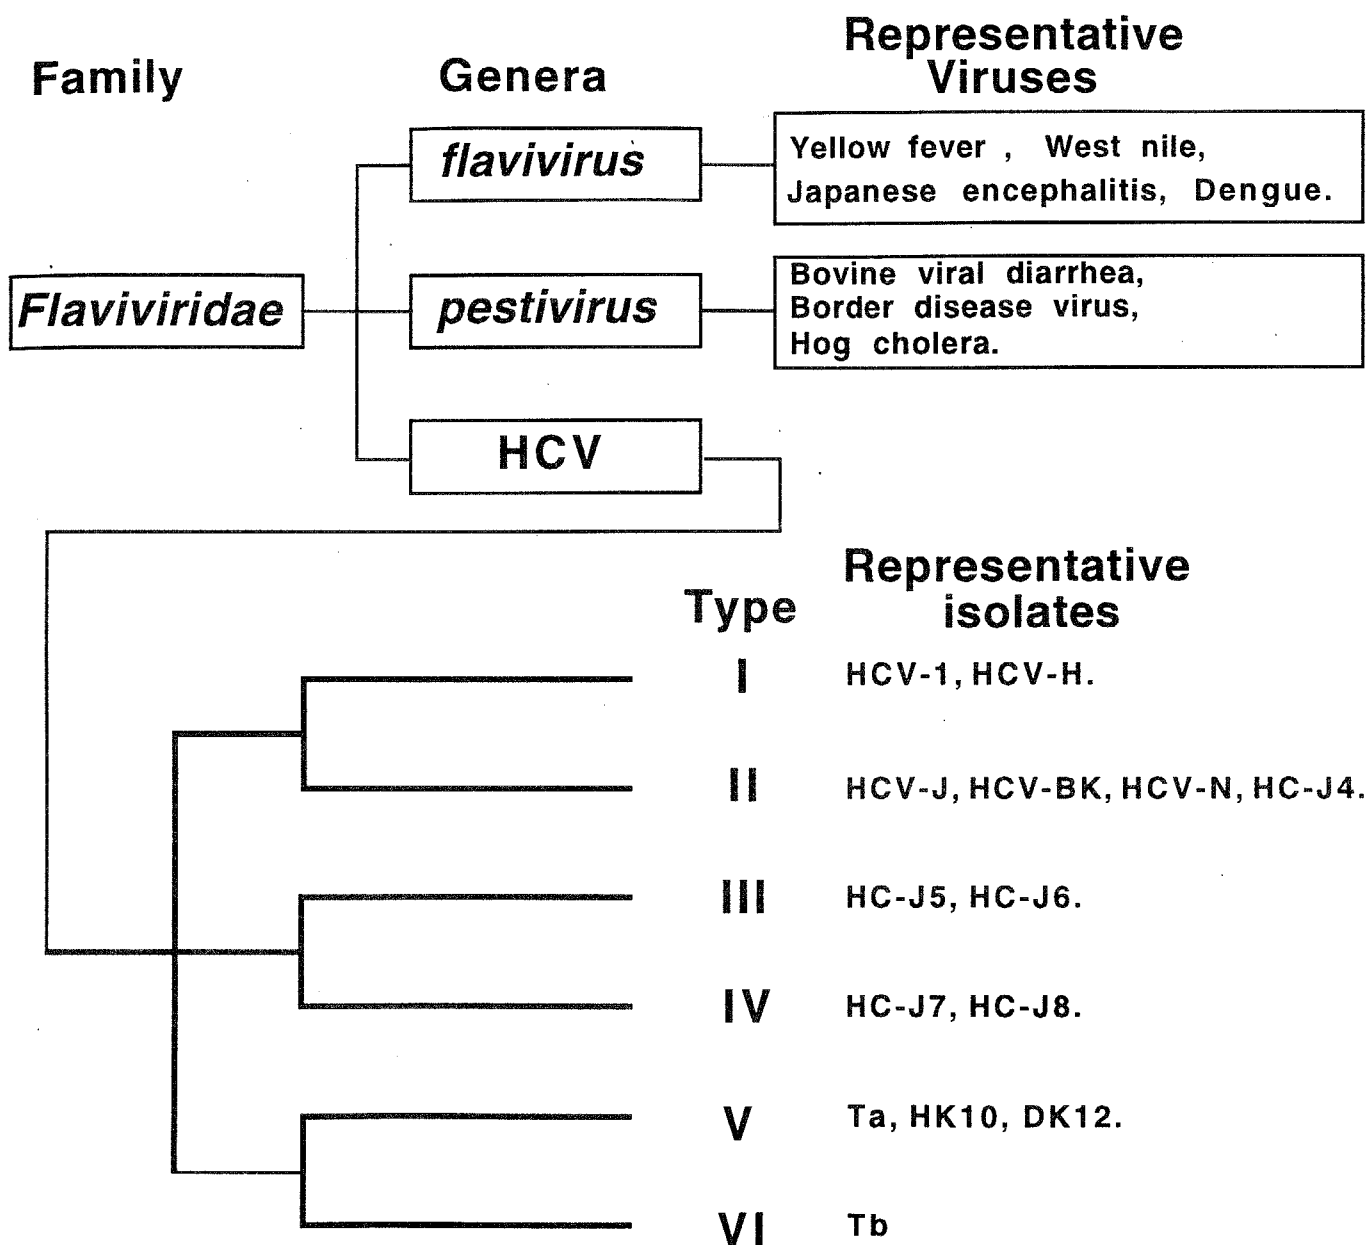 Family
Genera
Representative
Viruses
flavivirus
Yellow fever , West nile,
Japanese encephalitis, Dengue.
Flaviviridae
pestivirus
Bovine viral diarrhea,
Border disease virus,
Hog cholera.
HCV
Type
Representative
isolates
I HCV-1, HCV-H.
II HCV-J, HCV-BK, HCV-N, HC-J4.
III HC-J5, HC-J6.
IV HC-J7, HC-J8.
V Ta, HK10, DK12.
VI Tb